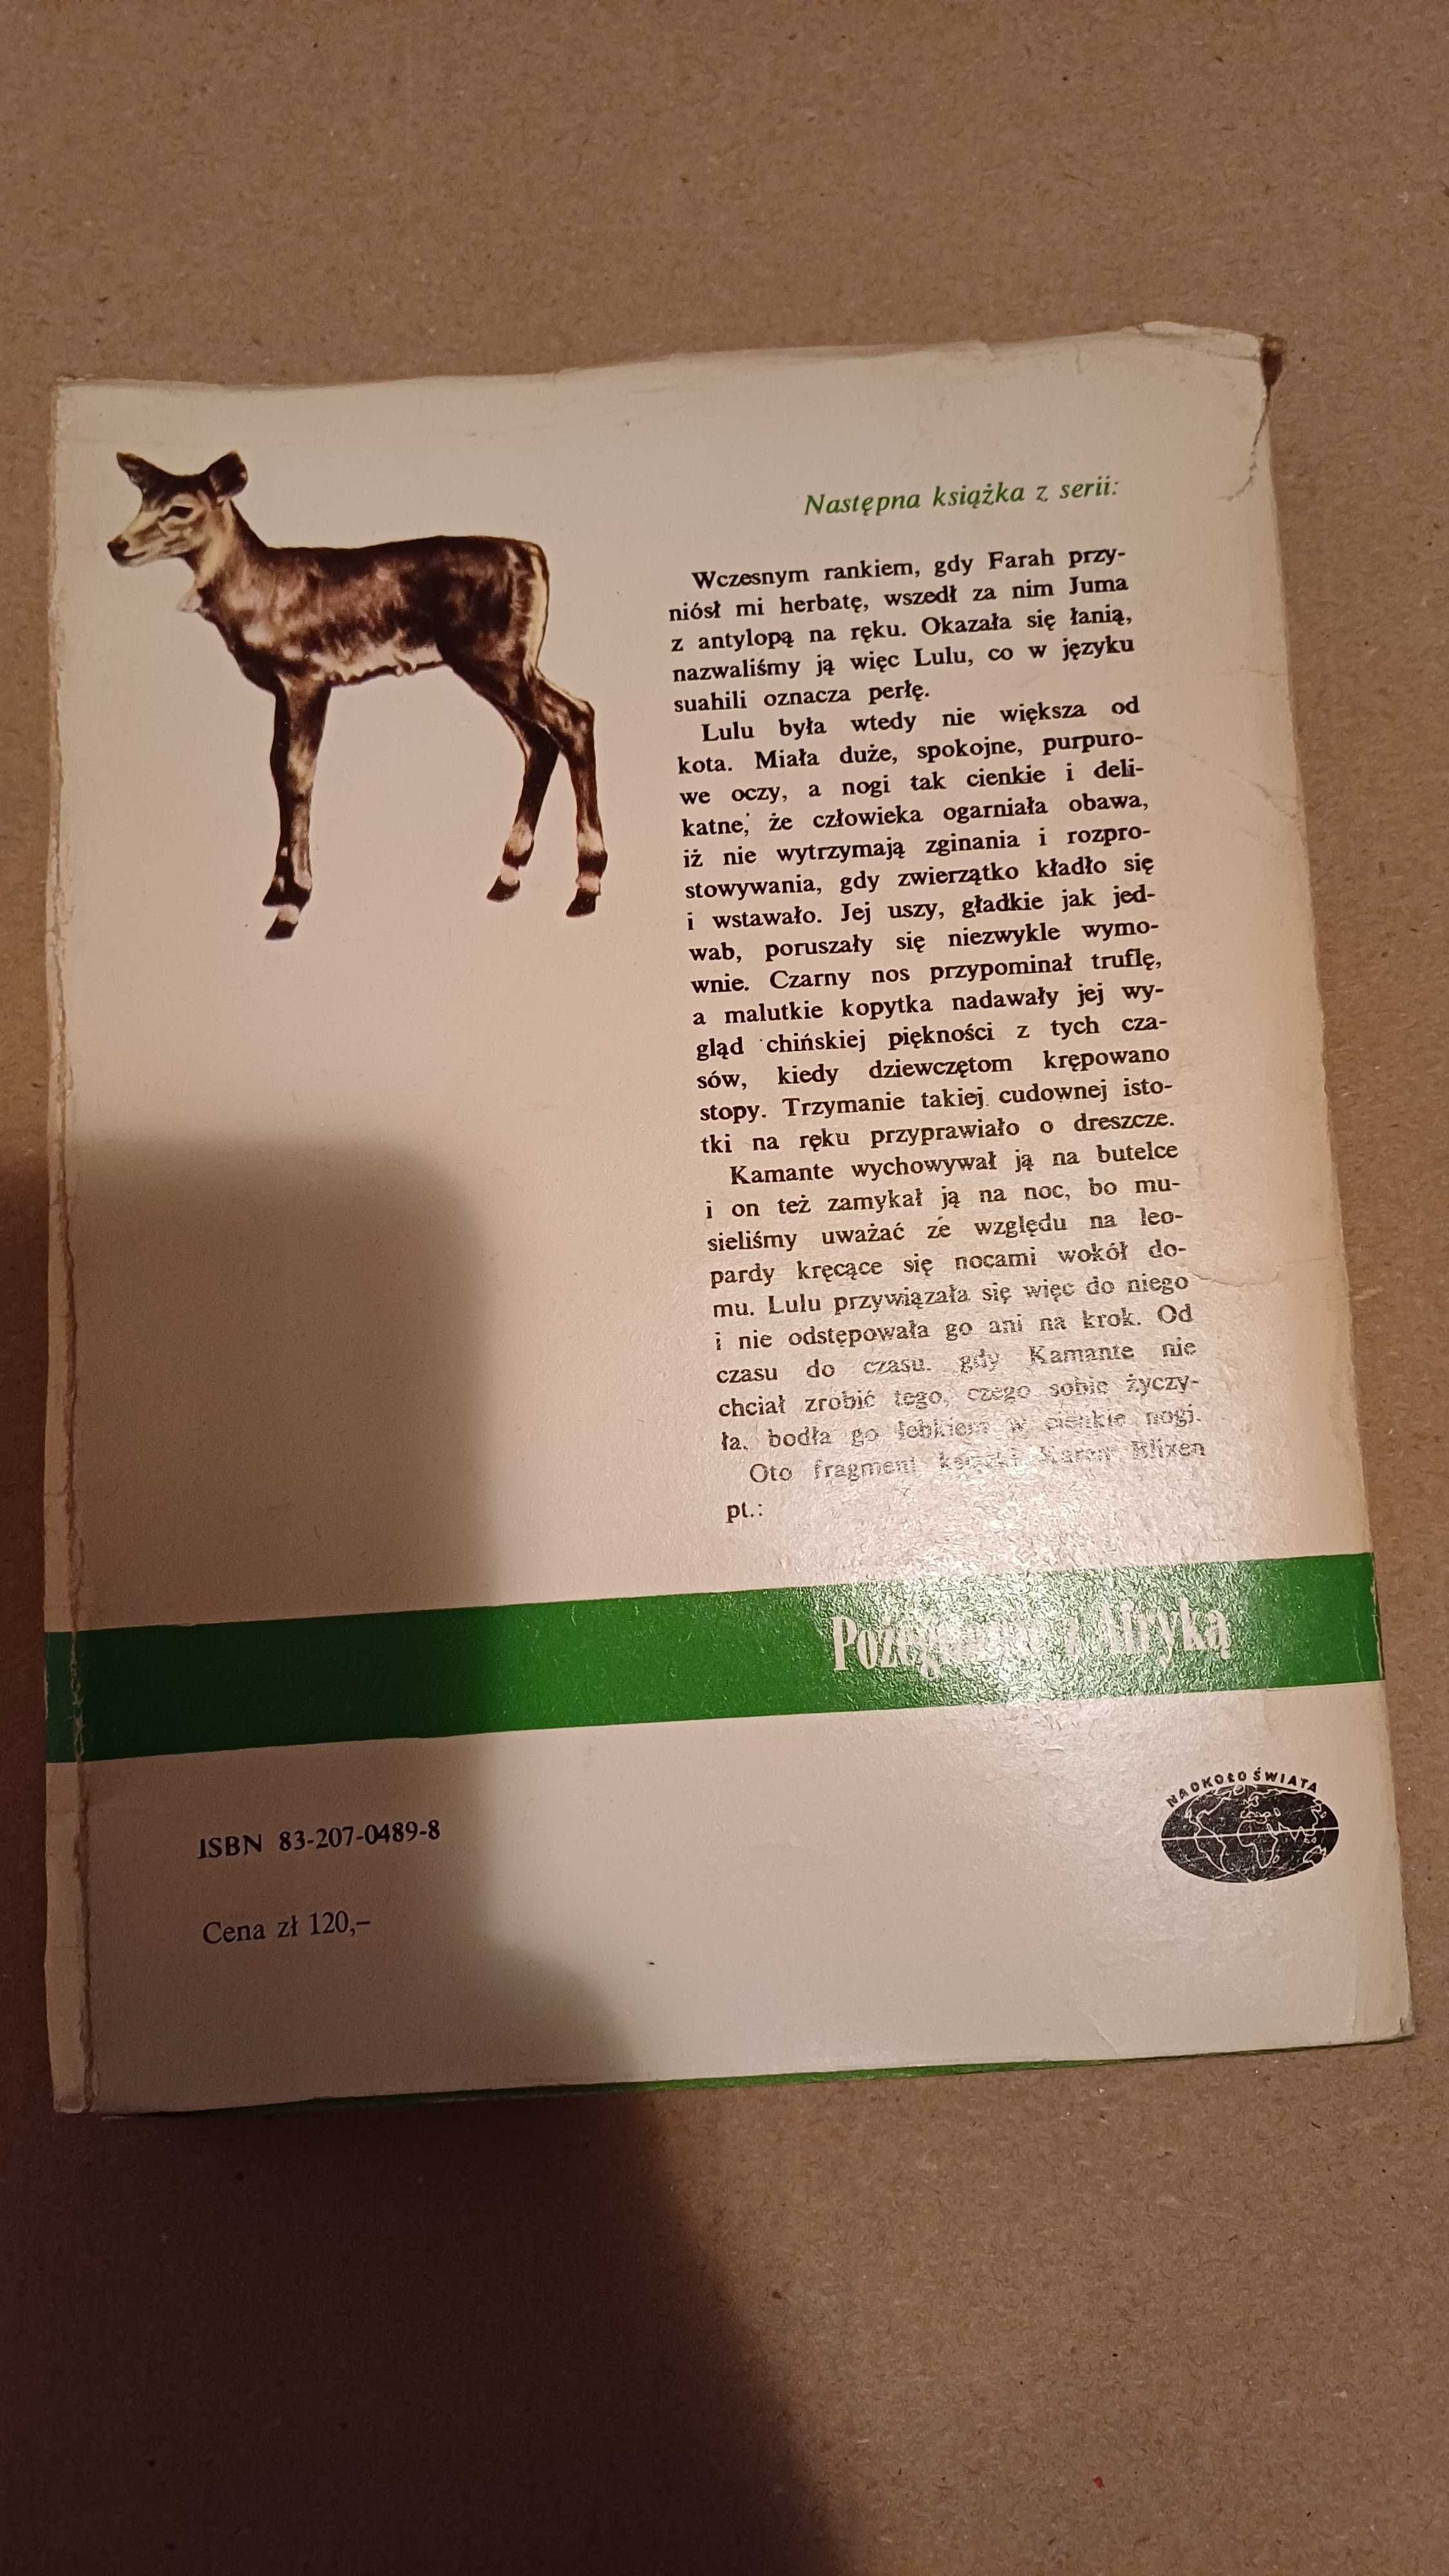 Następna książka z serii:
Wczesnym rankiem, gdy Farah przy-
niósł mi herbatę, wszedł za nim Juma
z antylopą na ręku. Okazała się łanią,
nazwaliśmy ją więc Lulu, co w języku
suahili oznacza perłę.
Lulu była wtedy nie większa od
kota. Miała duże, spokojne, purpuro-
we oczy, a nogi tak cienkie i deli-
katne, że człowieka ogarniała obawa,
iż nie wytrzymają zginania i rozpro-
stowywania, gdy zwierzątko kładło się
i wstawało. Jej uszy, gładkie jak jed-
wab, poruszały się niezwykle wymo-
wnie. Czarny nos przypominał truflę,
a malutkie kopytka nadawały jej wy-
gląd chińskiej piękności z tych cza-
sów, kiedy dziewczętom krępowano
stopy. Trzymanie takiej cudownej isto-
tki na ręku przyprawiało o dreszcze.
Kamante wychowywał ją na butelce
i on też zamykał ją na noc, bo mu-
sieliśmy uważać ze względu na leo-
pardy kręcące się nocami wokół do-
mu. Lulu przywiązała się więc do niego
i nie odstępowała go ani na krok. Od
czasu do czasu, gdy Kamante nie
chciał zrobić tego, czego sobie życzy-
ła, bodła go łebkiem w cienkie nogi.
Oto fragment książki Karen Blixen
pt.:
Pożegnanie z Afryką
NAOKOŁO ŚWIATA
ISBN 83-207-0489-8
Cena zł 120,–